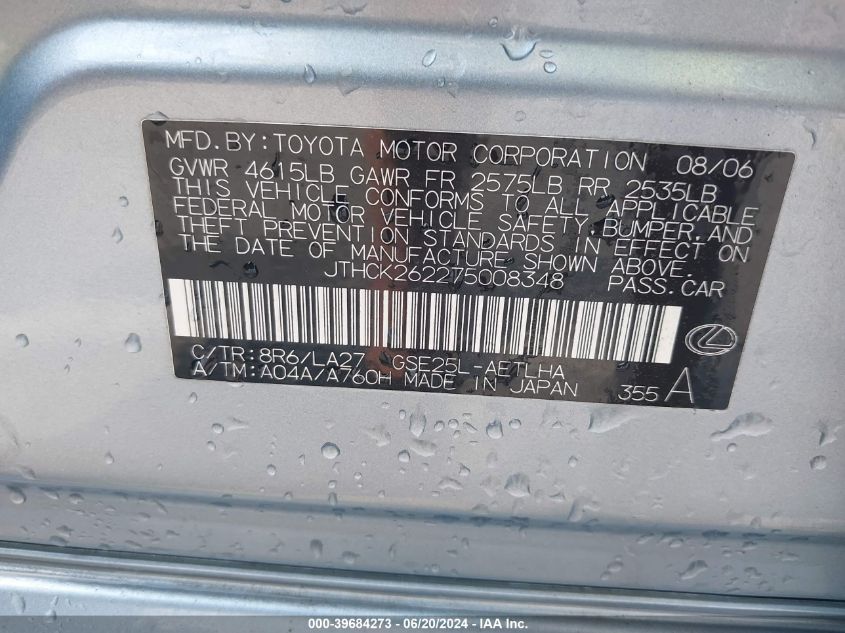 MFD.BY:TOYOTA MOTOR CORPORATION 08/06
GVWR 4615LB GAWR FR 2575LB RR 2535LB
THIS VEHICLE CONFORMS TO ALL APPLICABLE
FEDERAL MOTOR VEHICLE SAFETY,BUMPER,AND
THEFT PREVENTION STANDARDS IN EFFECT ON
THE DATE OF MANUFACTURE SHOWN ABOVE.
JTHCK262275008348 PASS.CAR
C/TR:8R6/LA27 GSE25L-AETLHA
A/TM:A04A/A760H MADE IN JAPAN 355 A
000-39684273 - 06/20/2024 - IAA Inc.